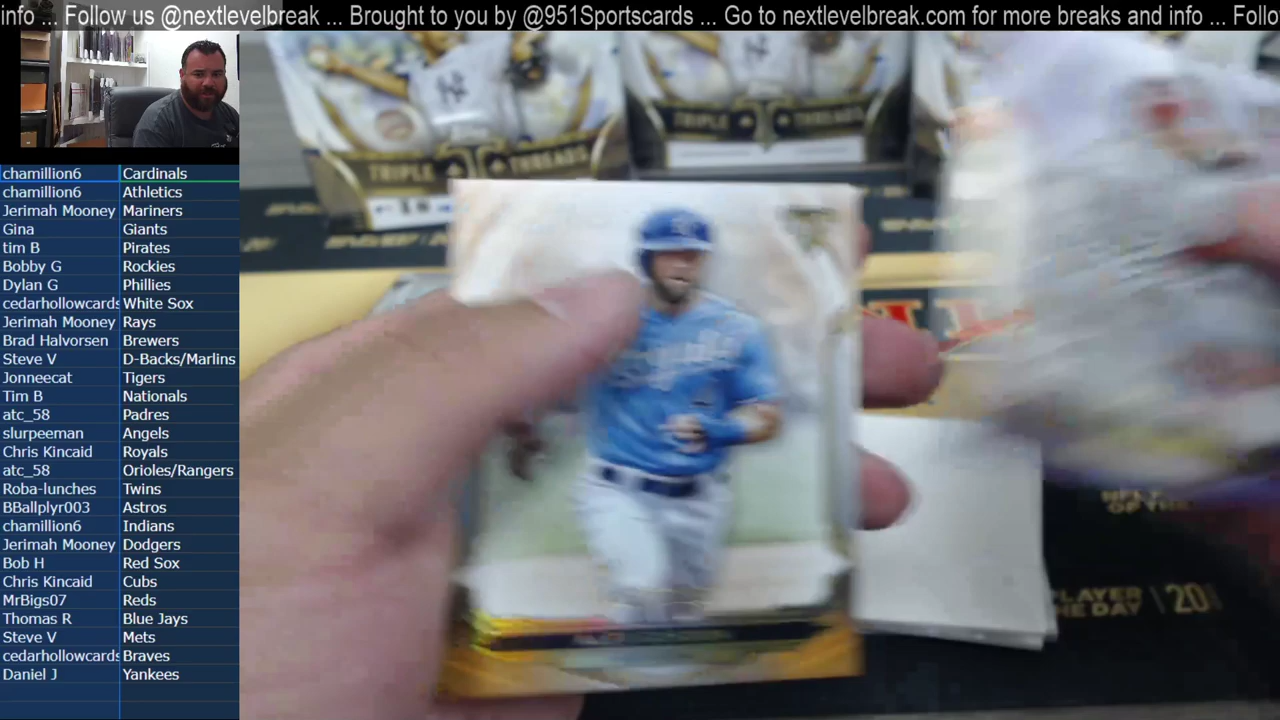 info ... Follow us @nextlevelbreak ... Brought to you by @951Sportscards ... Go to nextlevelbreak.com for more breaks and info ... Follo
chamillion6 Cardinals
chamillion6 Athletics
Jerimah Mooney Mariners
Gina Giants
tim B Pirates
Bobby G Rockies
Dylan G Phillies
cedarhollowcards White Sox
Jerimah Mooney Rays
Brad Halvorsen Brewers
Steve V D-Backs/Marlins
Jonneecat Tigers
Tim B Nationals
atc_58 Padres
slurpeeman Angels
Chris Kincaid Royals
atc_58 Orioles/Rangers
Roba-lunches Twins
BBallplyr003 Astros
chamillion6 Indians
Jerimah Mooney Dodgers
Bob H Red Sox
Chris Kincaid Cubs
MrBigs07 Reds
Thomas R Blue Jays
Steve V Mets
cedarhollowcards Braves
Daniel J Yankees
TRIPLE THREADS
TRIPLE THREADS
PLAYER
THE DAY
20